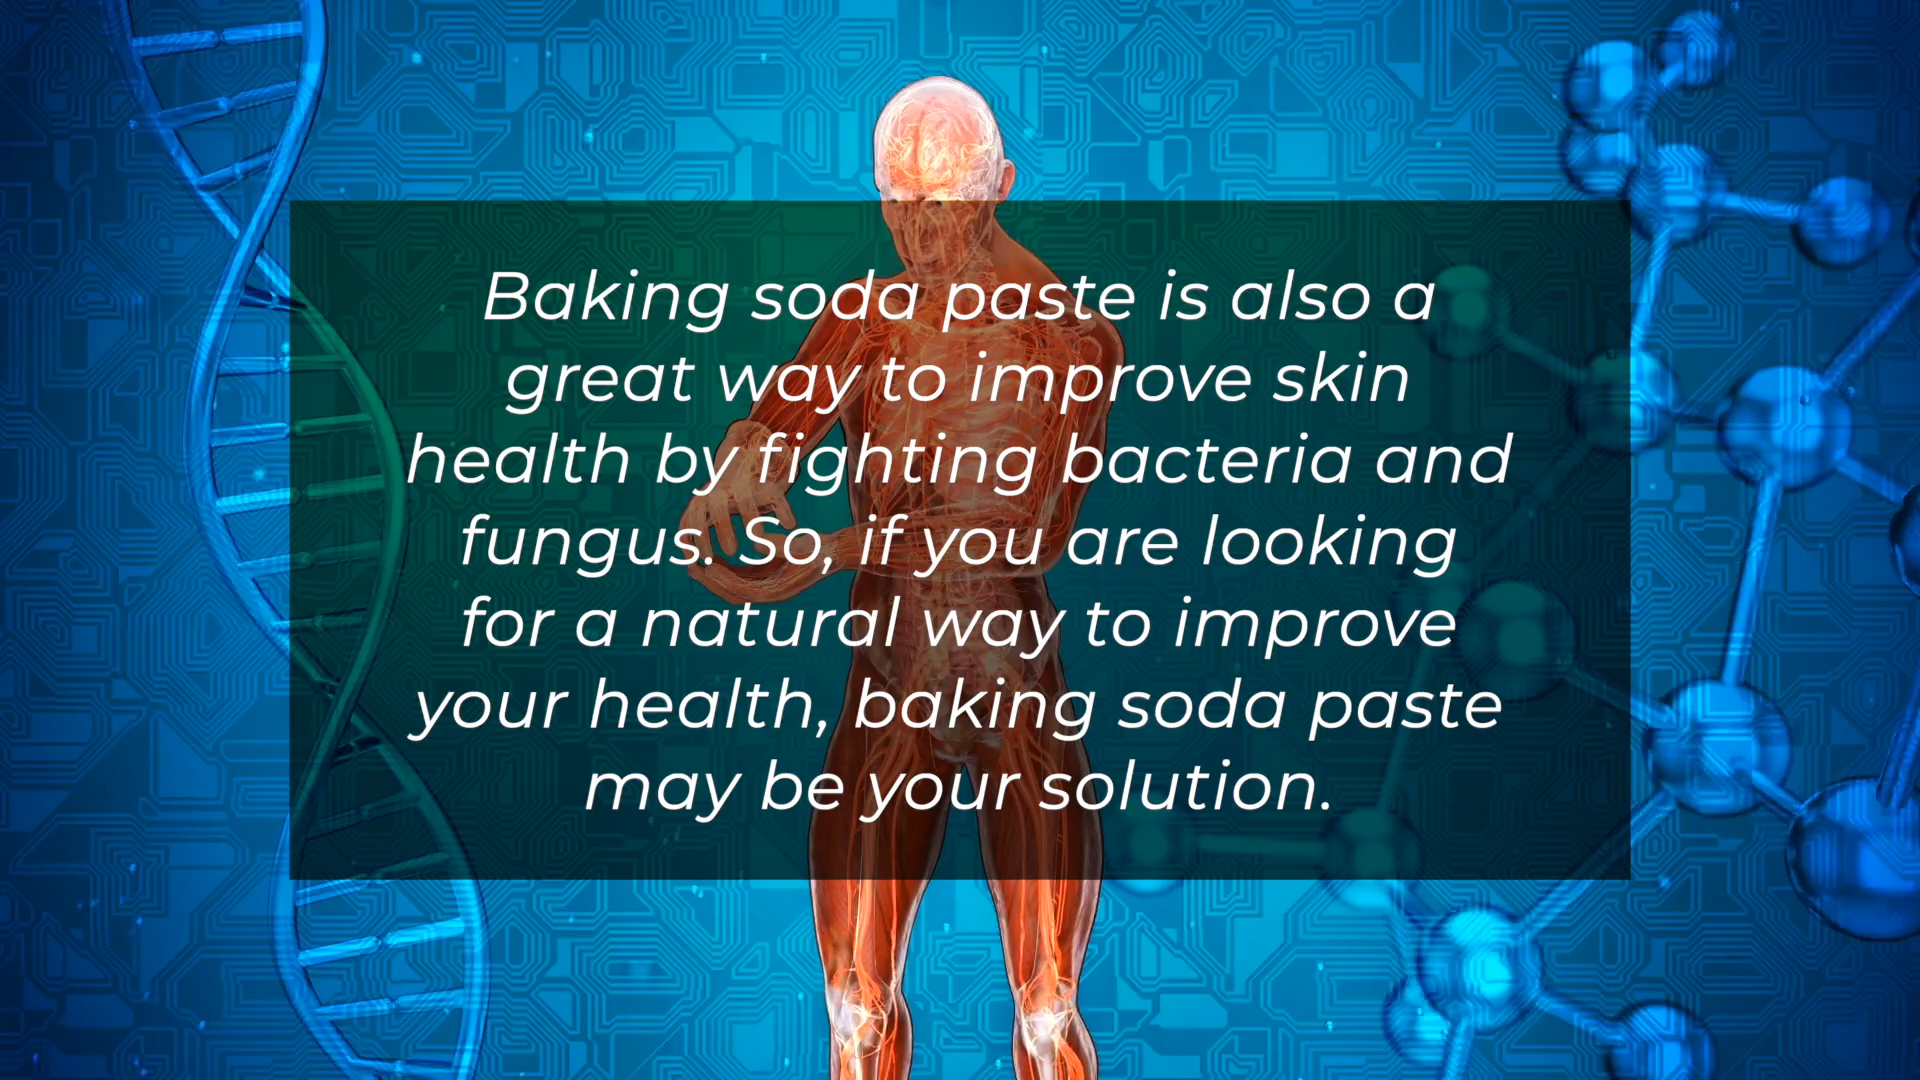 Baking soda paste is also a
great way to improve skin
health by fighting bacteria and
fungus. So, if you are looking
for a natural way to improve
your health, baking soda paste
may be your solution.